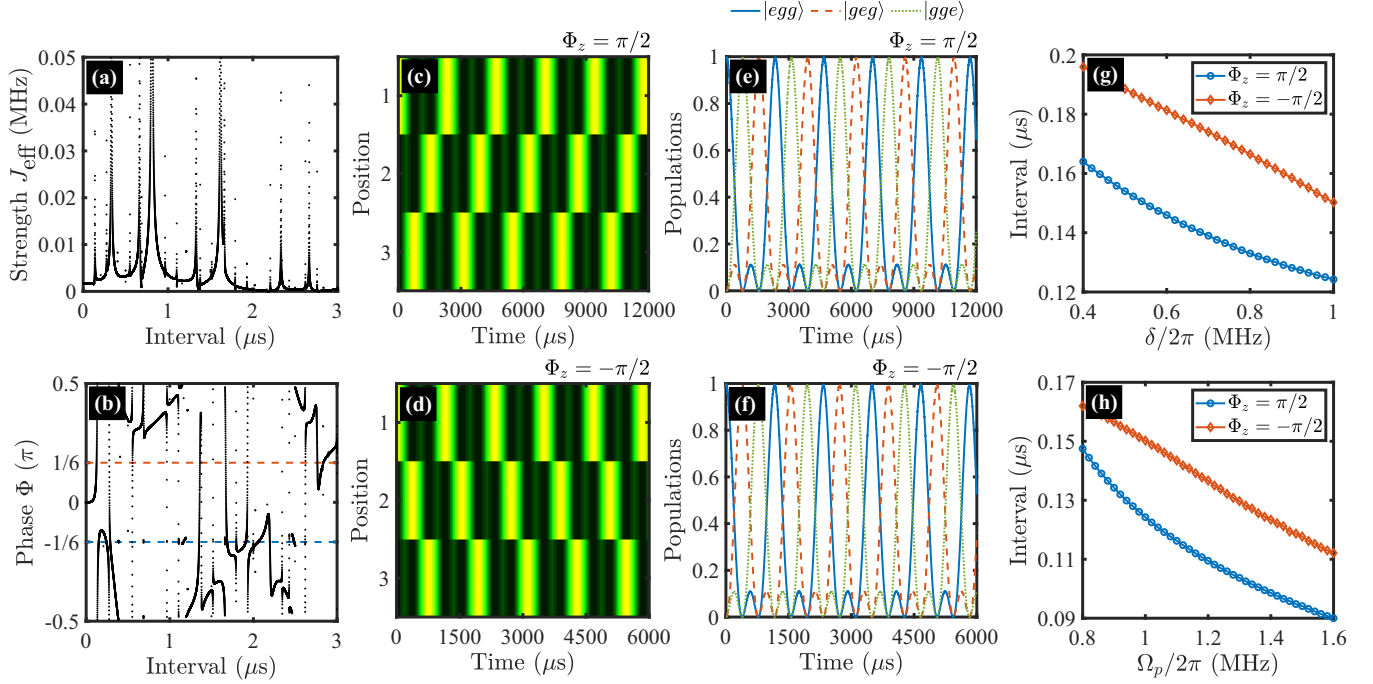 |egg⟩ |geg⟩ |gge⟩
(a)
Strength J_eff (MHz)
0.05
0.04
0.03
0.02
0.01
0
0 1 2 3
Interval (μs)
(c)
Φ_z = π/2
Position
1
2
3
0 3000 6000 9000 12000
Time (μs)
(e)
Φ_z = π/2
Populations
1
0.8
0.6
0.4
0.2
0
0 3000 6000 9000 12000
Time (μs)
(g)
Φ_z = π/2
Φ_z = −π/2
Interval (μs)
0.2
0.18
0.16
0.14
0.12
0.4 0.6 0.8 1
δ/2π (MHz)
(b)
Phase Φ (π)
0.5
1/6
0
-1/6
-0.5
0 1 2 3
Interval (μs)
(d)
Φ_z = −π/2
Position
1
2
3
0 1500 3000 4500 6000
Time (μs)
(f)
Φ_z = −π/2
Populations
1
0.8
0.6
0.4
0.2
0
0 1500 3000 4500 6000
Time (μs)
(h)
Φ_z = π/2
Φ_z = −π/2
Interval (μs)
0.17
0.15
0.13
0.11
0.09
0.8 1 1.2 1.4 1.6
Ω_p/2π (MHz)